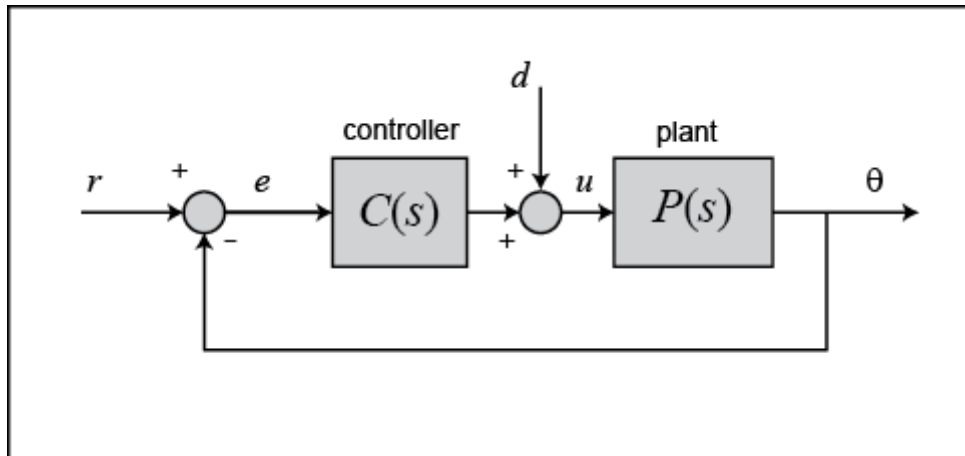 d
controller
plant
r
+
e
C(s)
+
u
P(s)
θ
−
+